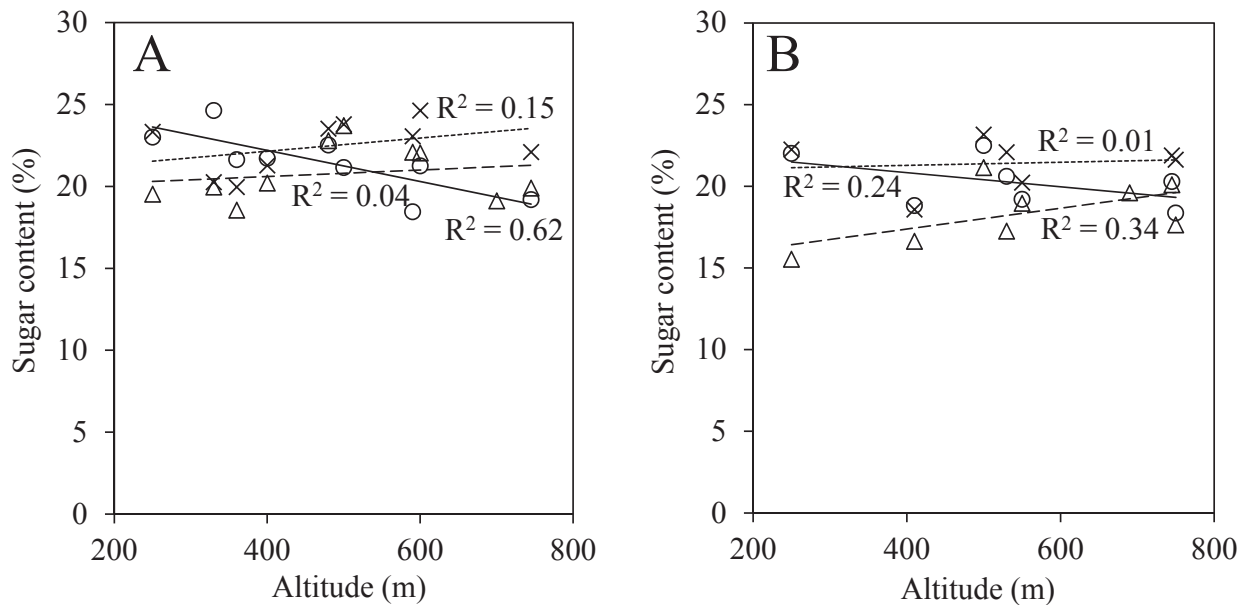 A
30
25
20
15
10
5
0
200
400
600
800
Sugar content (%)
Altitude (m)
R² = 0.15
R² = 0.04
R² = 0.62
B
30
25
20
15
10
5
0
200
400
600
800
Sugar content (%)
Altitude (m)
R² = 0.01
R² = 0.24
R² = 0.34